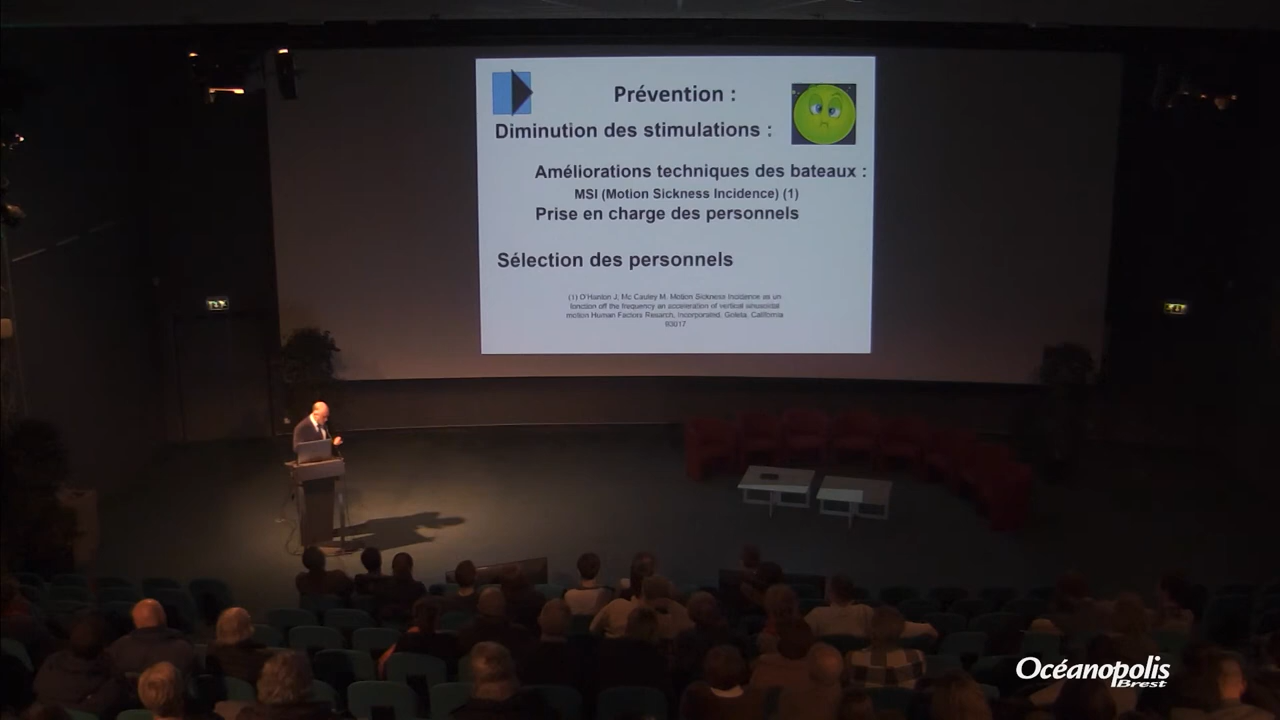 Prévention :
Diminution des stimulations :
Améliorations techniques des bateaux :
MSI (Motion Sickness Incidence) (1)
Prise en charge des personnels
Sélection des personnels
(1) O'Hanlon J, Mc Cauley M. Motion Sickness Incidence as un
fonction off the frequency an acceleration of vertical sinusoidal
motion Human Factors Resarch, Incorporated, Goleta, California
93017
Océanopolis
Brest